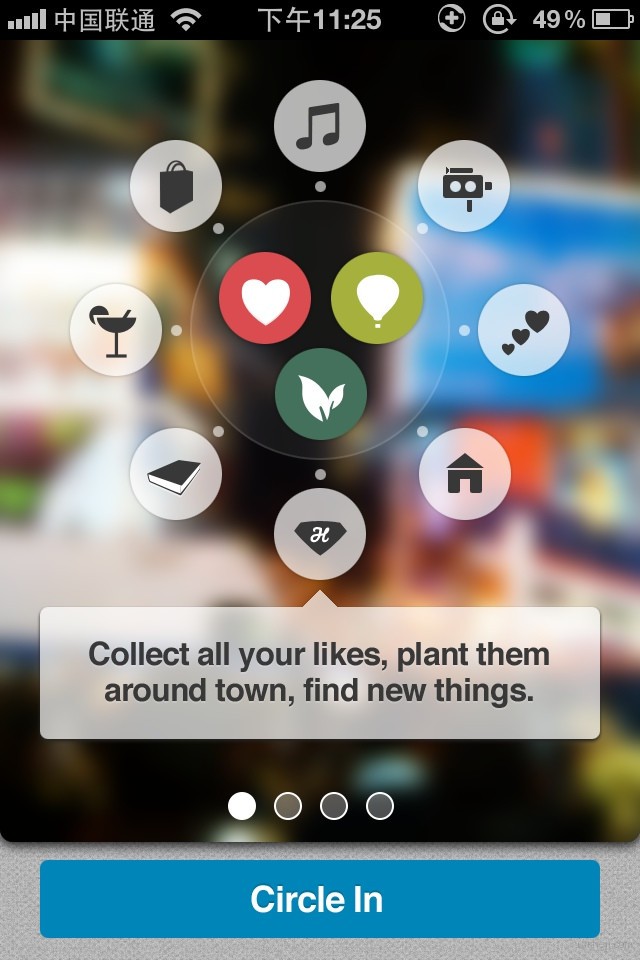 中国联通 下午11:25 49%
Collect all your likes, plant them
around town, find new things.
Circle In